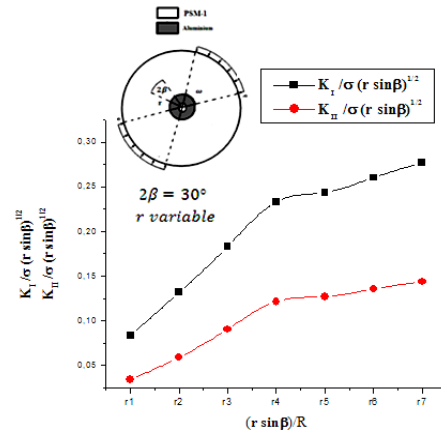 PSM-1
Aluminium
2β
r
ω
K_I /σ (r sinβ)^1/2
K_II /σ (r sinβ)^1/2
2β = 30°
r variable
0,30
0,25
0,20
0,15
0,10
0,05
K_I /σ (r sinβ)^1/2
K_II /σ (r sinβ)^1/2
r1 r2 r3 r4 r5 r6 r7
(r sinβ)/R